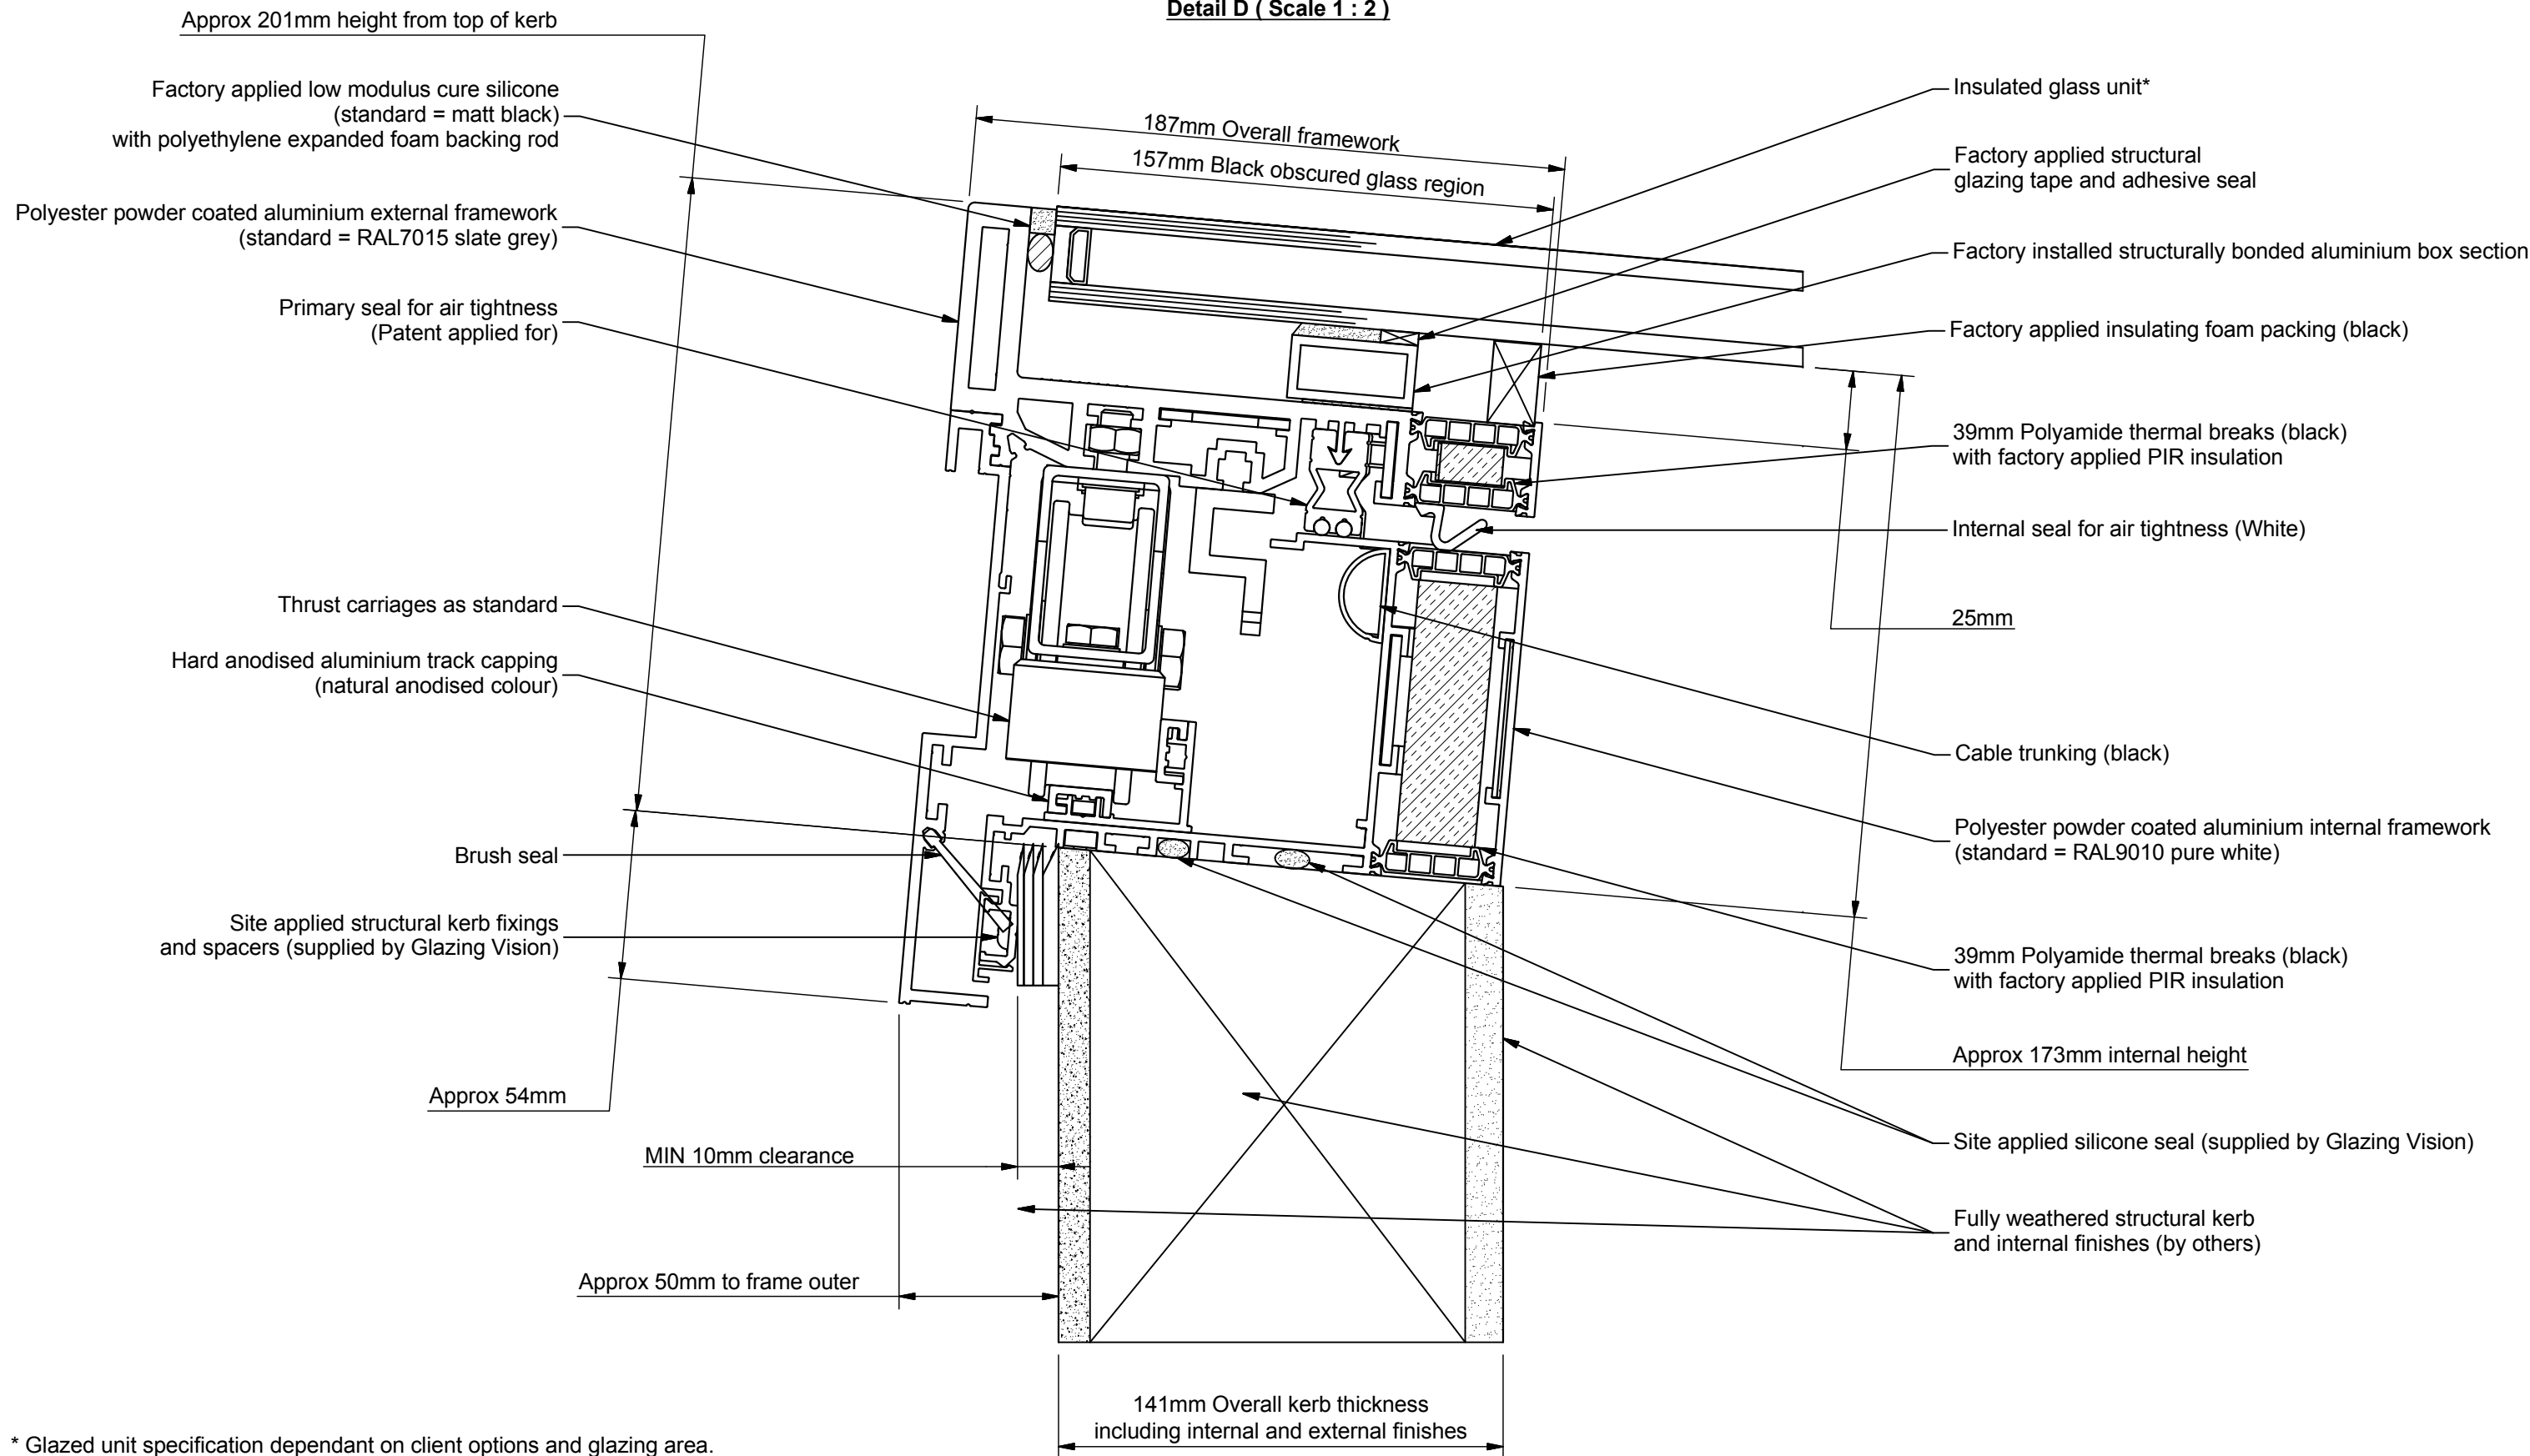 Detail D ( Scale 1 : 2 )
Approx 201mm height from top of kerb
Factory applied low modulus cure silicone
(standard = matt black)
with polyethylene expanded foam backing rod
Polyester powder coated aluminium external framework
(standard = RAL7015 slate grey)
Primary seal for air tightness
(Patent applied for)
Thrust carriages as standard
Hard anodised aluminium track capping
(natural anodised colour)
Brush seal
Site applied structural kerb fixings
and spacers (supplied by Glazing Vision)
Approx 54mm
MIN 10mm clearance
Approx 50mm to frame outer
187mm Overall framework
157mm Black obscured glass region
Insulated glass unit*
Factory applied structural
glazing tape and adhesive seal
Factory installed structurally bonded aluminium box section
Factory applied insulating foam packing (black)
39mm Polyamide thermal breaks (black)
with factory applied PIR insulation
Internal seal for air tightness (White)
25mm
Cable trunking (black)
Polyester powder coated aluminium internal framework
(standard = RAL9010 pure white)
39mm Polyamide thermal breaks (black)
with factory applied PIR insulation
Approx 173mm internal height
Site applied silicone seal (supplied by Glazing Vision)
Fully weathered structural kerb
and internal finishes (by others)
141mm Overall kerb thickness
including internal and external finishes
* Glazed unit specification dependant on client options and glazing area.